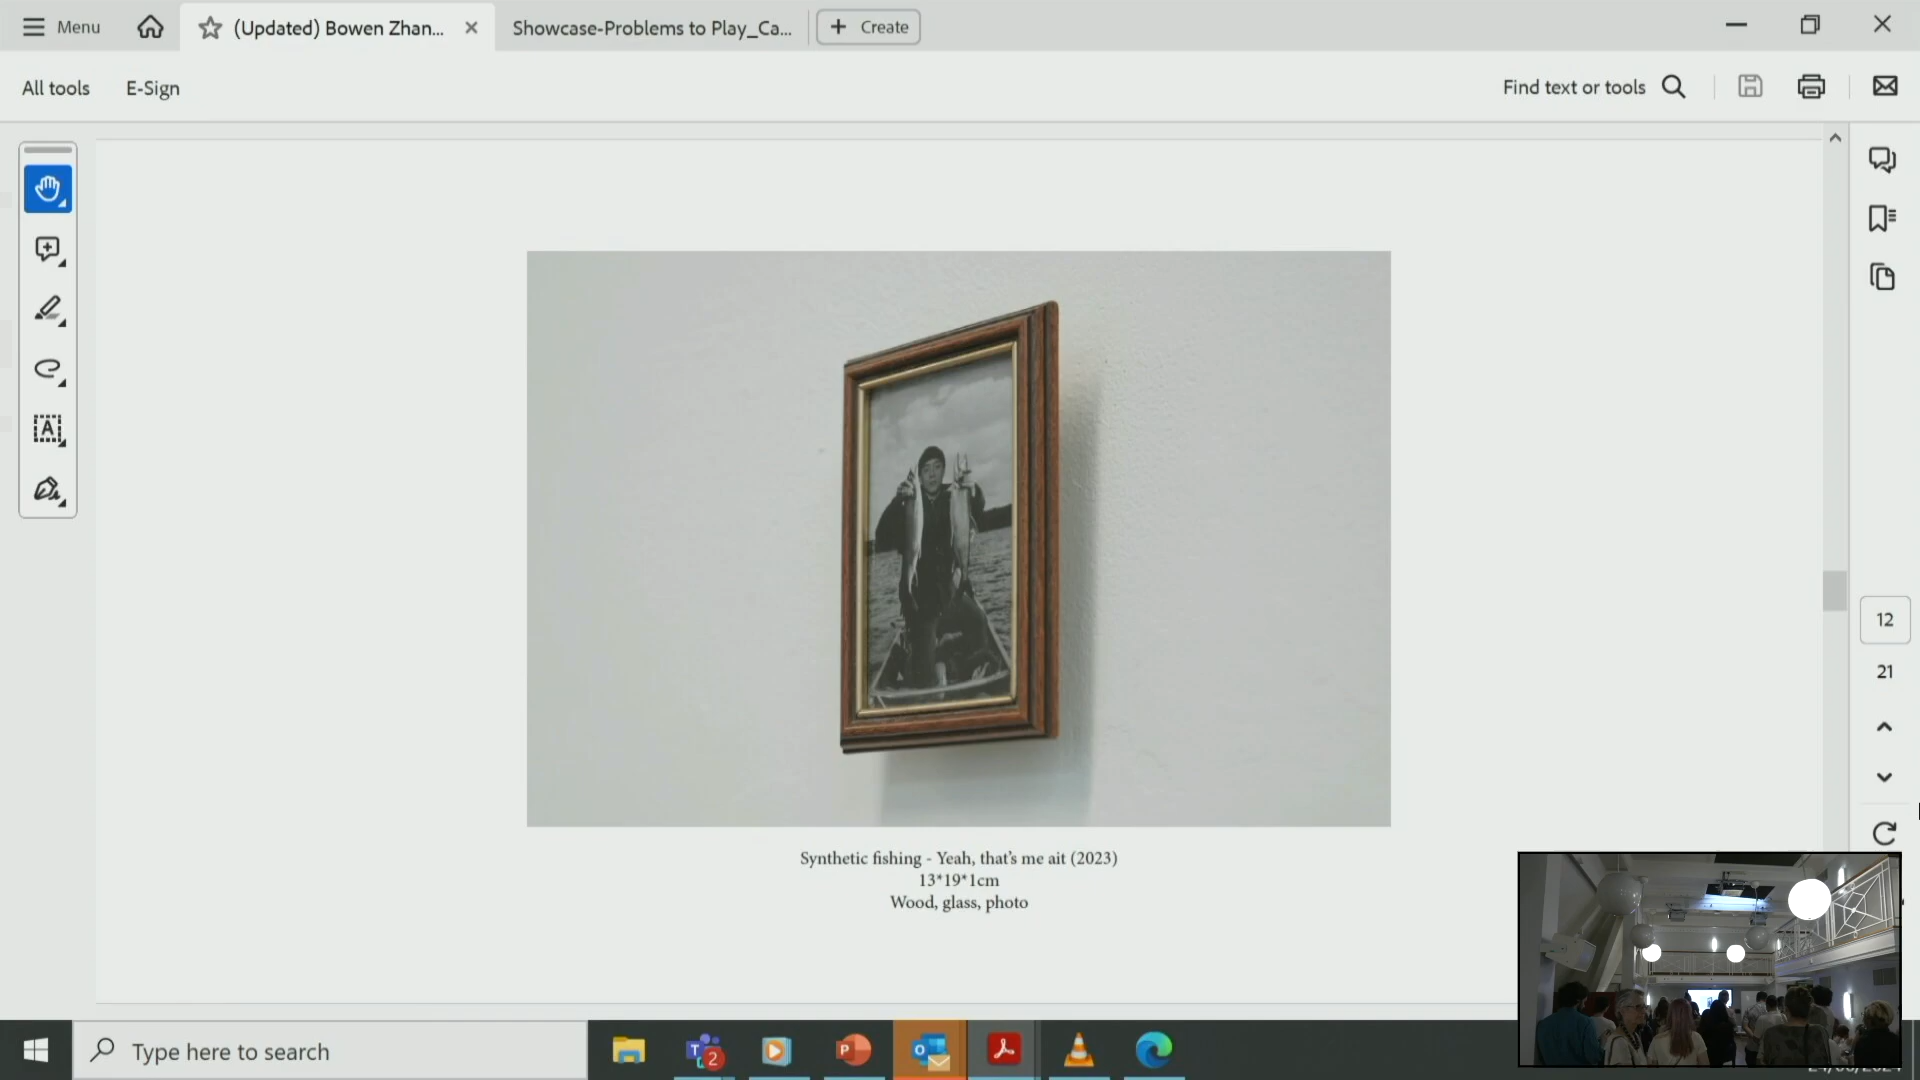 Menu
(Updated) Bowen Zhan...
Showcase-Problems to Play_Ca...
Create
All tools
E-Sign
Find text or tools
A
12
21
Synthetic fishing - Yeah, that's me ait (2023)
13*19*1cm
Wood, glass, photo
Type here to search
T
2
P
O